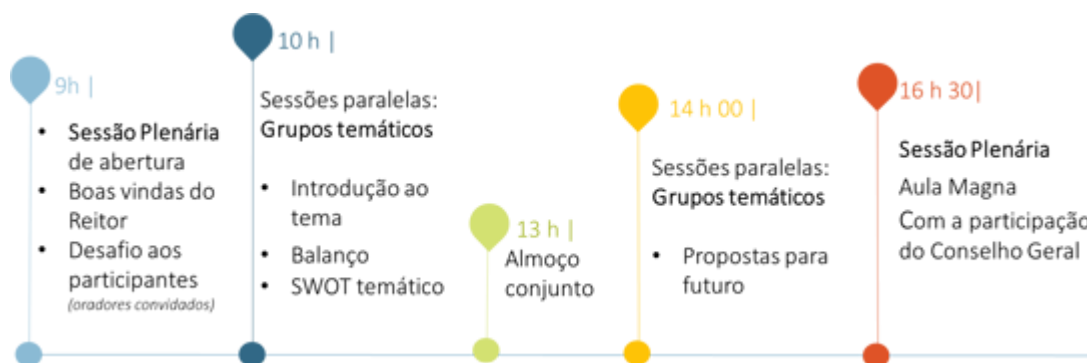 9h |
• Sessão Plenária
de abertura
• Boas vindas do
Reitor
• Desafio aos
participantes
(oradores convidados)
10 h |
Sessões paralelas:
Grupos temáticos
• Introdução ao
tema
• Balanço
• SWOT temático
13 h |
Almoço
conjunto
14 h 00 |
Sessões paralelas:
Grupos temáticos
• Propostas para
futuro
16 h 30|
Sessão Plenária
Aula Magna
Com a participação
do Conselho Geral